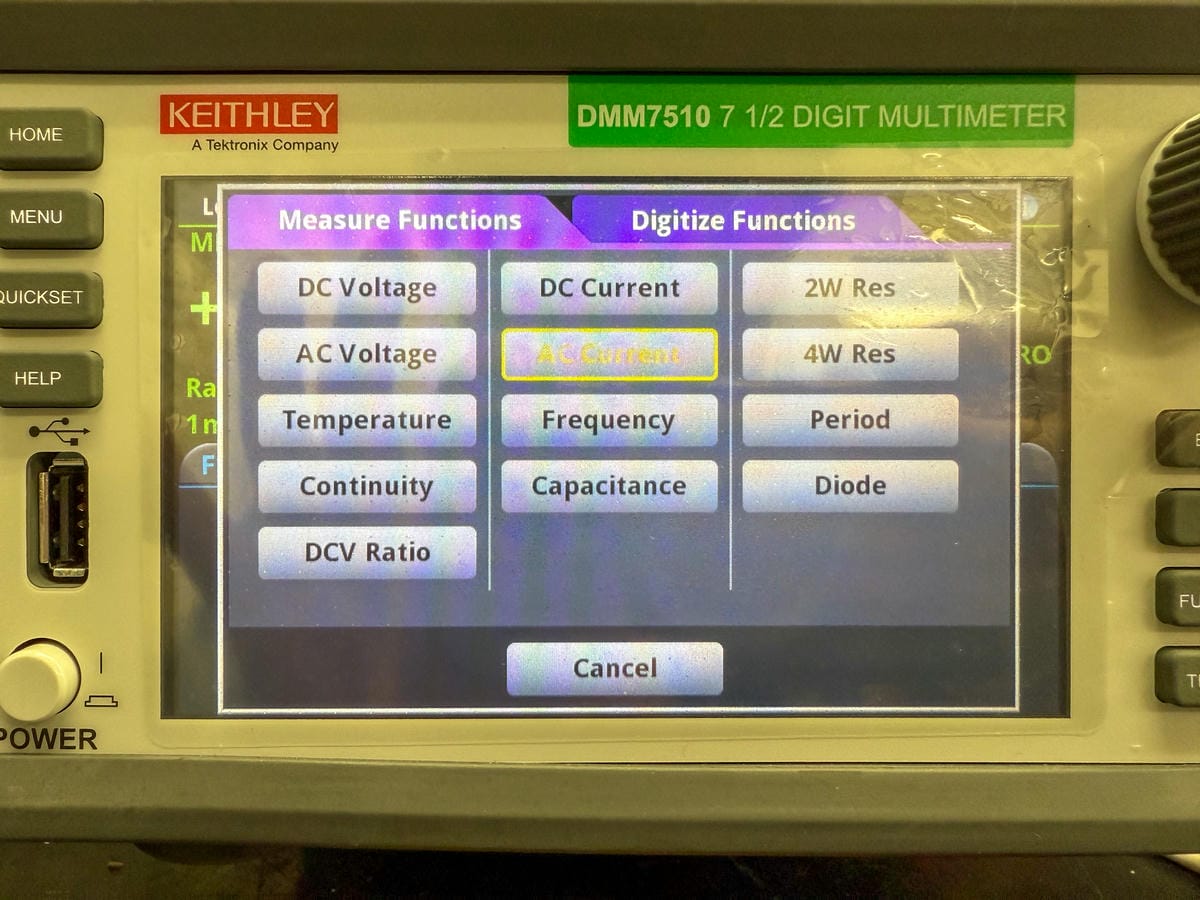 KEITHLEY
A Tektronix Company
DMM7510 7 1/2 DIGIT MULTIMETER
HOME
MENU
QUICKSET
HELP
POWER
Measure Functions
Digitize Functions
DC Voltage
DC Current
2W Res
AC Voltage
AC Current
4W Res
Temperature
Frequency
Period
Continuity
Capacitance
Diode
DCV Ratio
Cancel